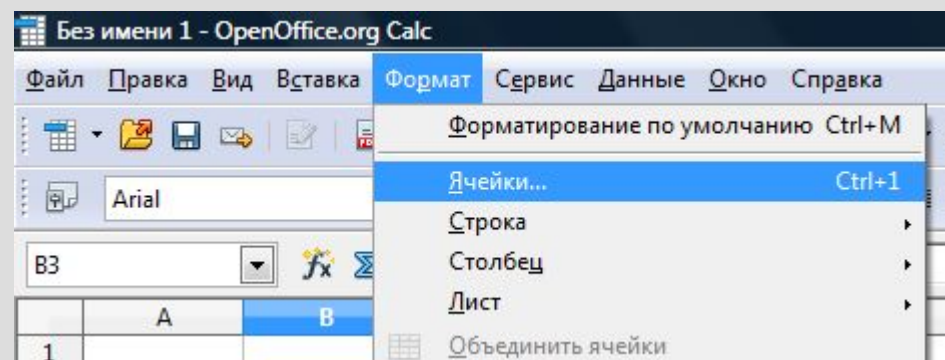 Без имени 1 - OpenOffice.org Calc
Файл Правка Вид Вставка Формат Сервис Данные Окно Справка
Форматирование по умолчанию Ctrl+M
Ячейки... Ctrl+1
Arial
Строка
B3 fx Σ Столбец
Лист
A B
1 Объединить ячейки